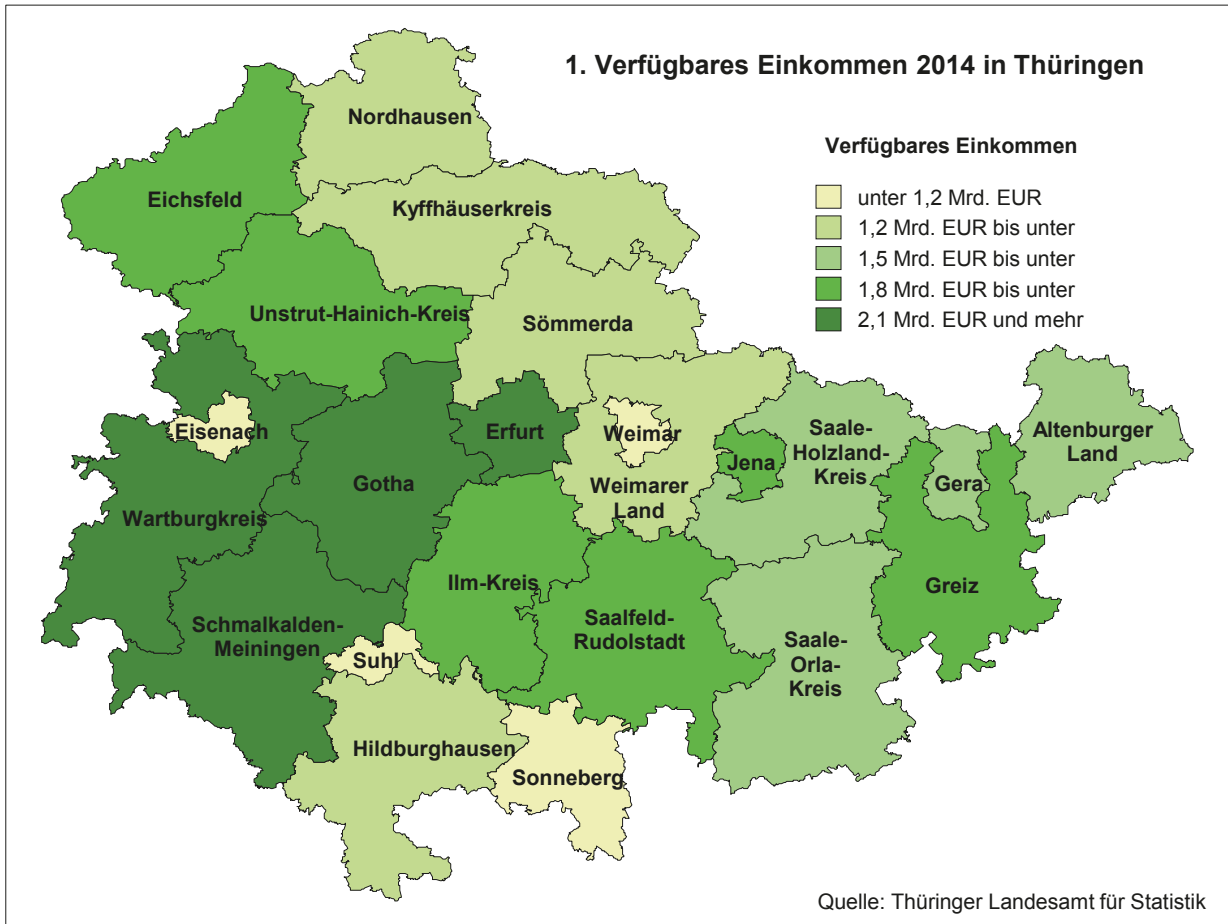 1. Verfügbares Einkommen 2014 in Thüringen
Verfügbares Einkommen
unter 1,2 Mrd. EUR
1,2 Mrd. EUR bis unter
1,5 Mrd. EUR bis unter
1,8 Mrd. EUR bis unter
2,1 Mrd. EUR und mehr
Nordhausen
Eichsfeld
Kyffhäuserkreis
Unstrut-Hainich-Kreis
Sömmerda
Eisenach
Erfurt
Weimar
Saale-
Holzland-
Kreis
Altenburger
Land
Jena
Gera
Gotha
Weimarer
Land
Wartburgkreis
Ilm-Kreis
Greiz
Schmalkalden-
Meiningen
Saalfeld-
Rudolstadt
Saale-
Orla-
Kreis
Suhl
Hildburghausen
Sonneberg
Quelle: Thüringer Landesamt für Statistik